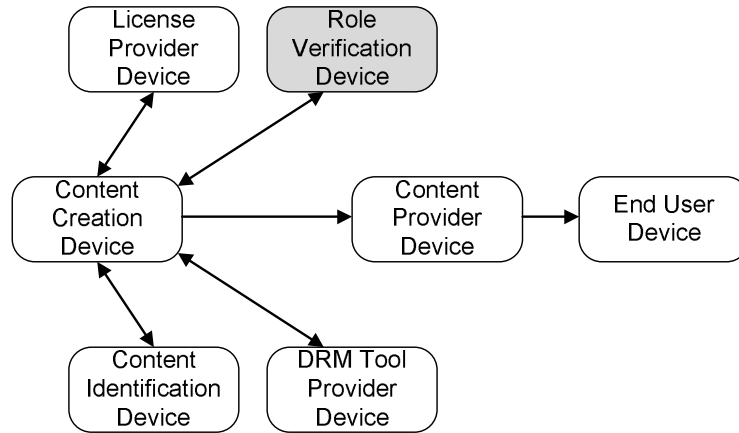 License
Provider
Device
Role
Verification
Device
Content
Creation
Device
Content
Provider
Device
End User
Device
Content
Identification
Device
DRM Tool
Provider
Device